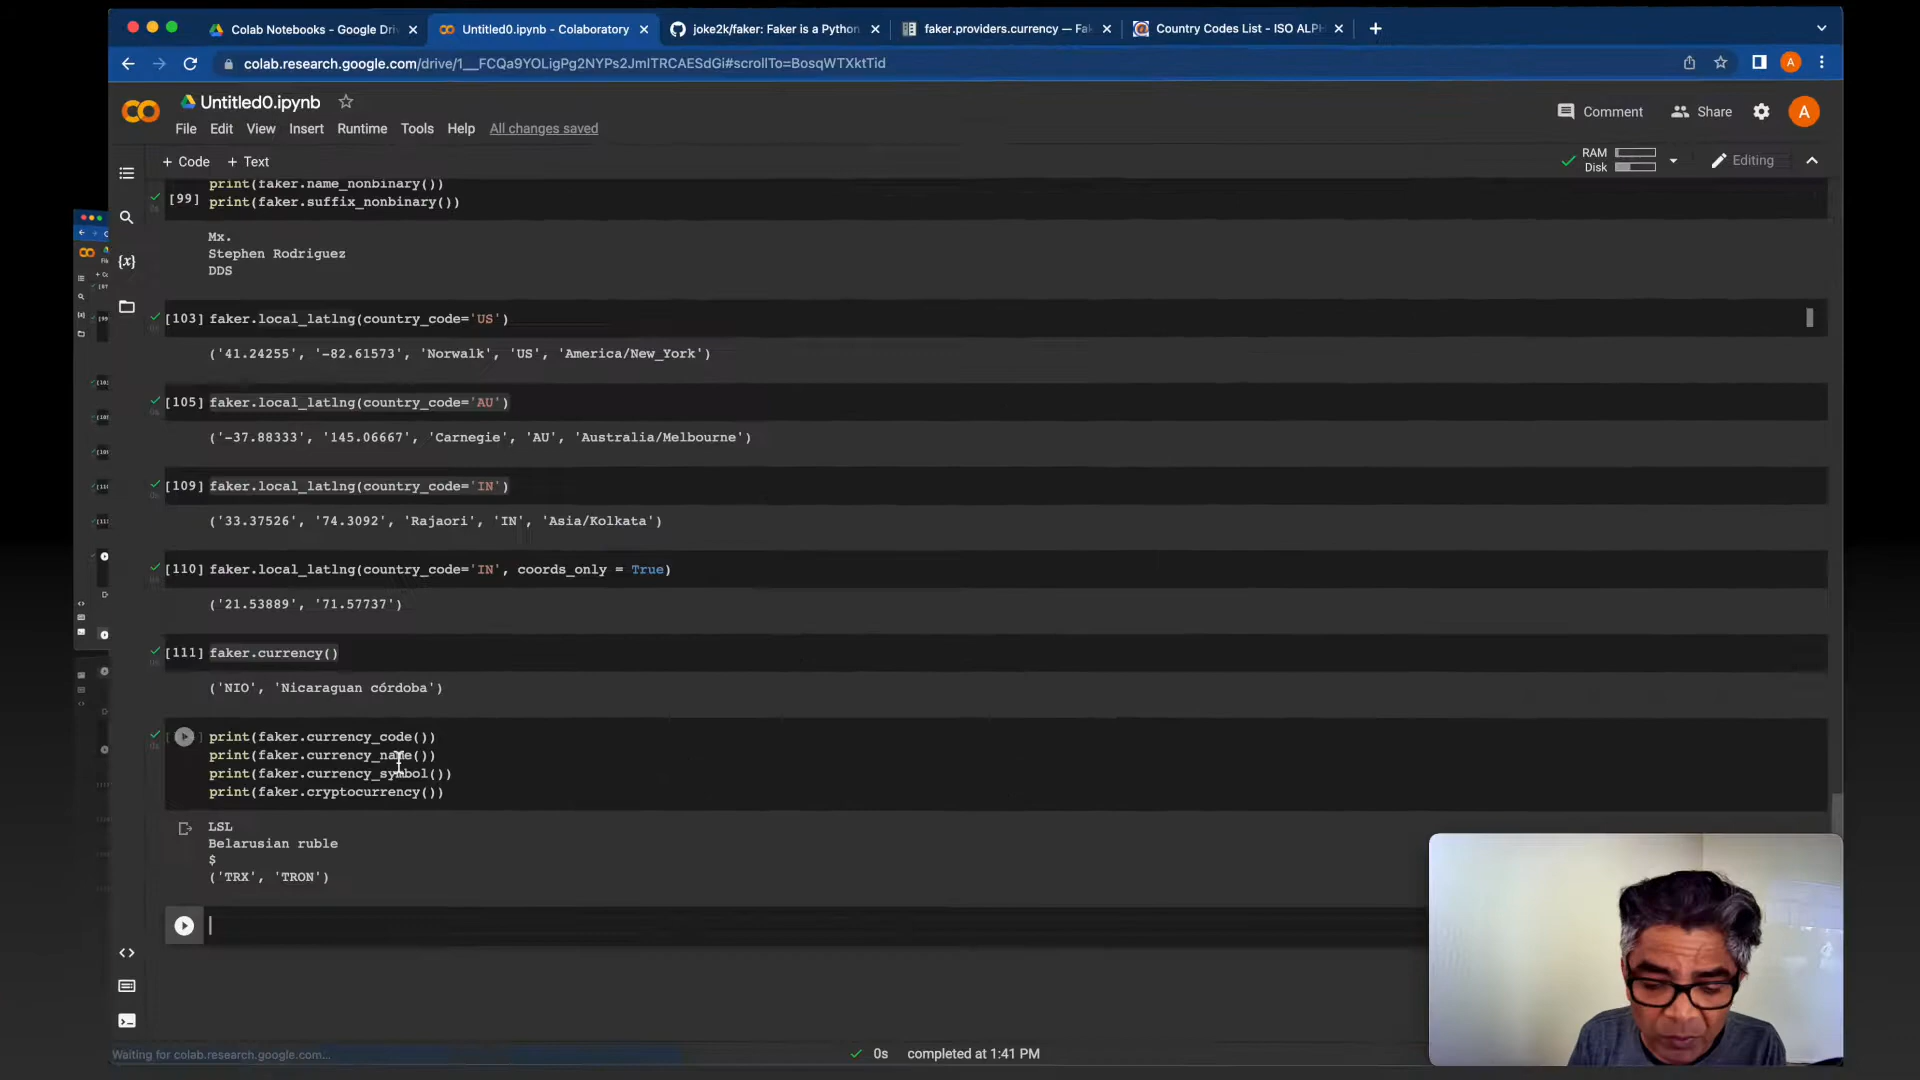 Colab Notebooks - Google Dri
Untitled0.ipynb - Colaboratory
joke2k/faker: Faker is a Python
faker.providers.currency — Fak
Country Codes List - ISO ALPH
colab.research.google.com/drive/1__FCQa9YOLigPg2NYPs2JmlTRCAESdGi#scrollTo=BosqWTXktTid
A
Untitled0.ipynb
Comment
Share
A
File Edit View Insert Runtime Tools Help All changes saved
+ Code + Text
RAM
Disk
Editing
print(faker.name_nonbinary())
[99] print(faker.suffix_nonbinary())
Mx.
Stephen Rodriguez
DDS
[103] faker.local_latlng(country_code='US')
('41.24255', '-82.61573', 'Norwalk', 'US', 'America/New_York')
[105] faker.local_latlng(country_code='AU')
('-37.88333', '145.06667', 'Carnegie', 'AU', 'Australia/Melbourne')
[109] faker.local_latlng(country_code='IN')
('33.37526', '74.3092', 'Rajaori', 'IN', 'Asia/Kolkata')
[110] faker.local_latlng(country_code='IN', coords_only = True)
('21.53889', '71.57737')
[111] faker.currency()
('NIO', 'Nicaraguan córdoba')
print(faker.currency_code())
print(faker.currency_name())
print(faker.currency_symbol())
print(faker.cryptocurrency())
LSL
Belarusian ruble
$
('TRX', 'TRON')
Waiting for colab.research.google.com...
0s completed at 1:41 PM